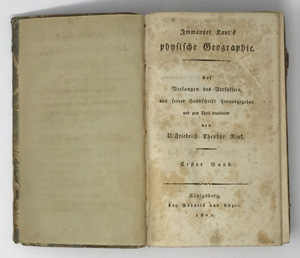 Immanuel Kant's
physische Geographie.
Auf
Verlangen des Verfassers,
aus seiner Handschrift herausgegeben
und zum Theil bearbeitet
von
D. Friedrich Theodor Rink.
Erster Band.
Königsberg,
bey Göbbels und Unzer.
1802.